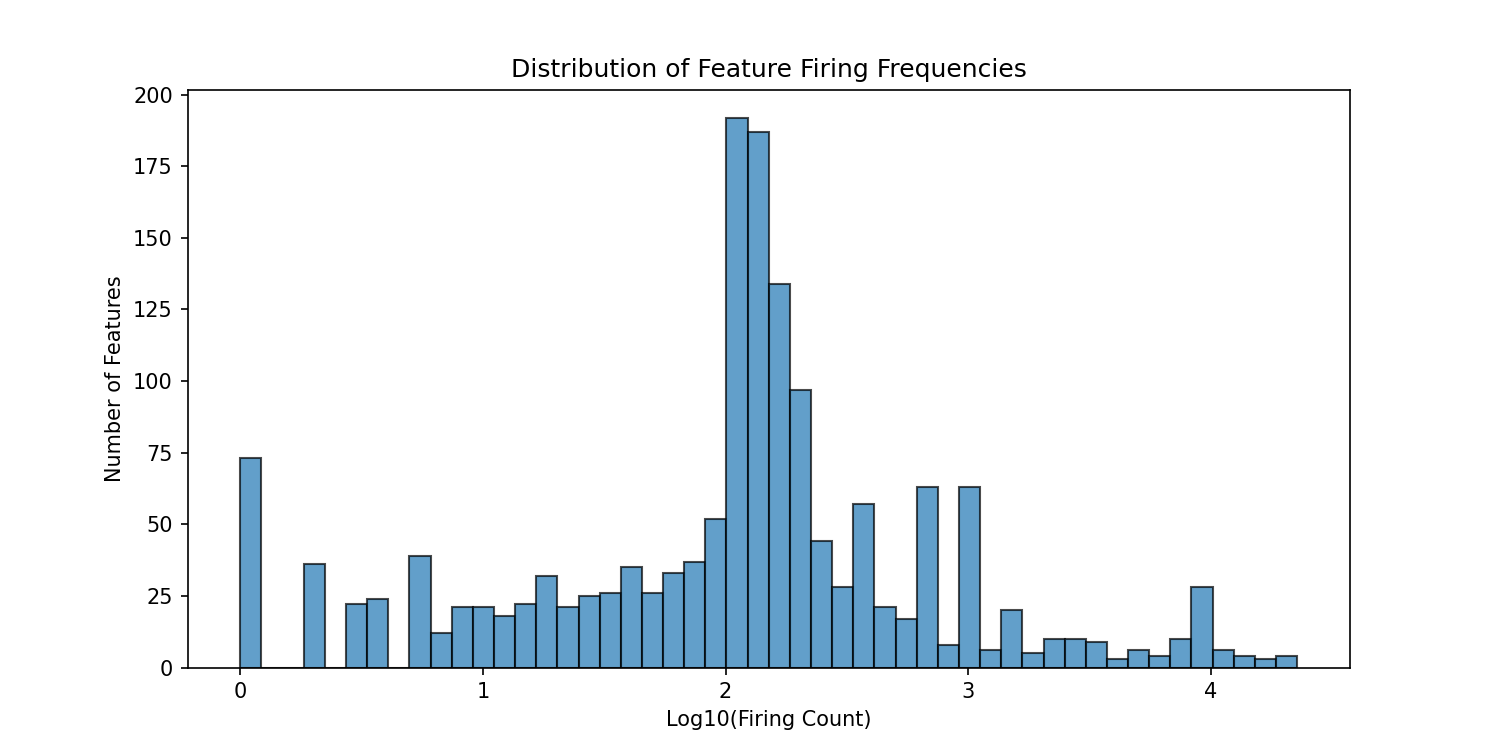 Distribution of Feature Firing Frequencies
200
175
150
125
100
75
50
25
0
Number of Features
0 1 2 3 4
Log10(Firing Count)